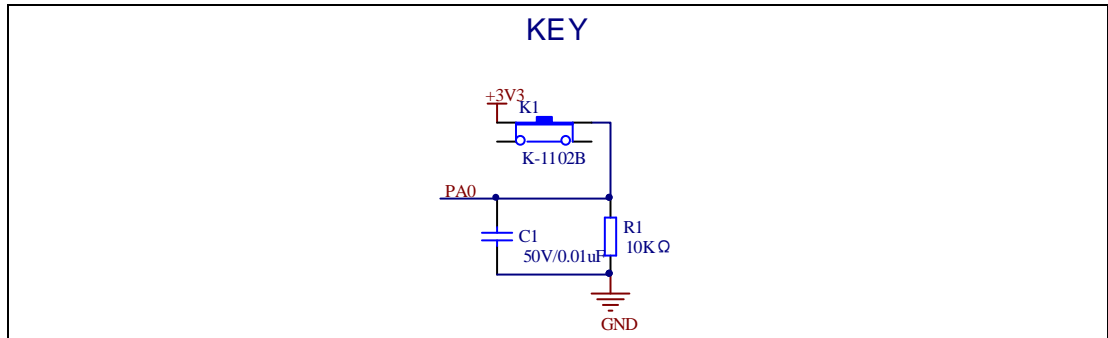 KEY
+3V3
K1
K-1102B
PA0
C1
50V/0.01uF
R1
10KΩ
GND